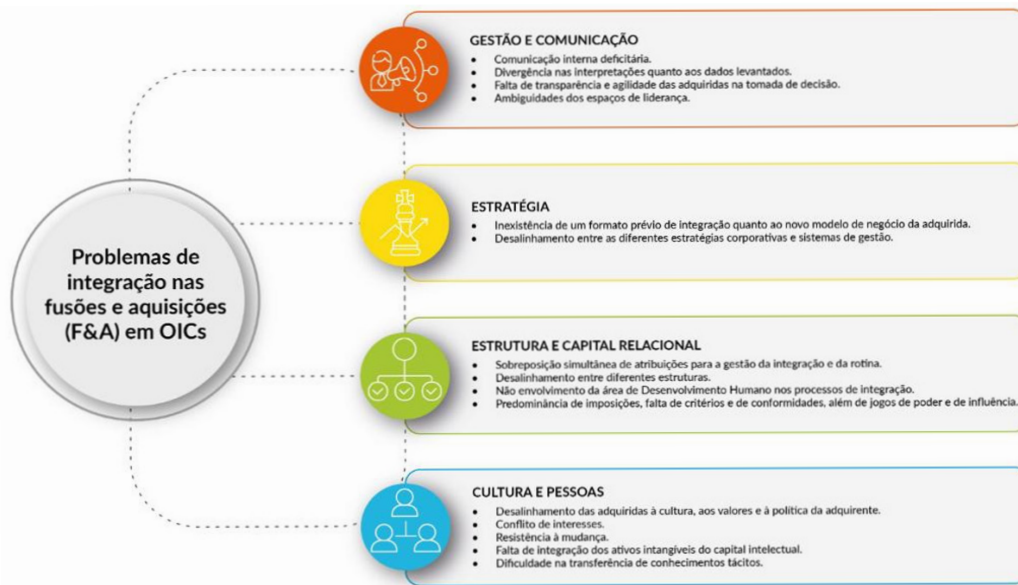 Problemas de
integração nas
fusões e aquisições
(F&A) em OICs
GESTÃO E COMUNICAÇÃO
• Comunicação interna deficitária.
• Divergência nas interpretações quanto aos dados levantados.
• Falta de transparência e agilidade das adquiridas na tomada de decisão.
• Ambiguidades dos espaços de liderança.
ESTRATÉGIA
• Inexistência de um formato prévio de integração quanto ao novo modelo de negócio da adquirida.
• Desalinhamento entre as diferentes estratégias corporativas e sistemas de gestão.
ESTRUTURA E CAPITAL RELACIONAL
• Sobreposição simultânea de atribuições para a gestão da integração e da rotina.
• Desalinhamento entre diferentes estruturas.
• Não envolvimento da área de Desenvolvimento Humano nos processos de integração.
• Predominância de imposições, falta de critérios e de conformidades, além de jogos de poder e de influência.
CULTURA E PESSOAS
• Desalinhamento das adquiridas à cultura, aos valores e à política da adquirente.
• Conflito de interesses.
• Resistência à mudança.
• Falta de integração dos ativos intangíveis do capital intelectual.
• Dificuldade na transferência de conhecimentos tácitos.